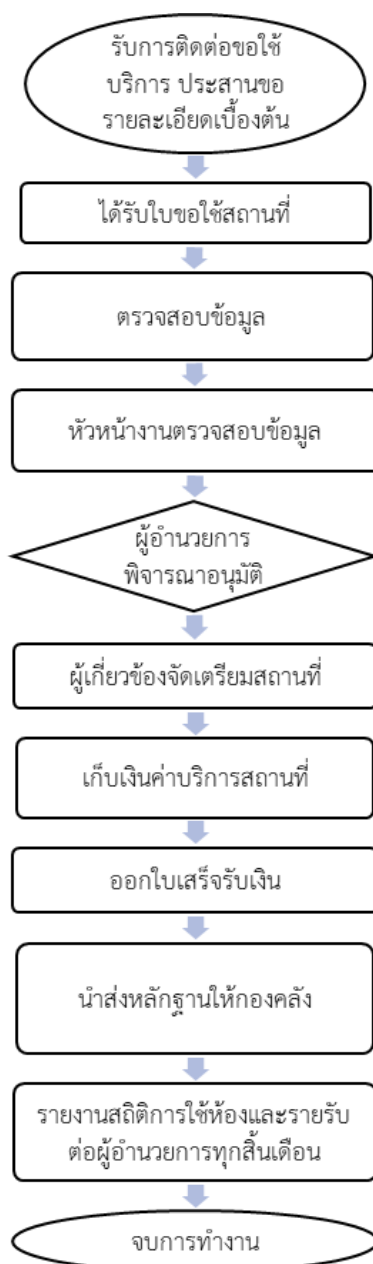 รับการติดต่อขอใช้
บริการ ประสานขอ
รายละเอียดเบื้องต้น
ได้รับใบขอใช้สถานที่
ตรวจสอบข้อมูล
หัวหน้างานตรวจสอบข้อมูล
ผู้อำนวยการ
พิจารณาอนุมัติ
ผู้เกี่ยวข้องจัดเตรียมสถานที่
เก็บเงินค่าบริการสถานที่
ออกใบเสร็จรับเงิน
นำส่งหลักฐานให้กองคลัง
รายงานสถิติการใช้ห้องและรายรับ
ต่อผู้อำนวยการทุกสิ้นเดือน
จบการทำงาน